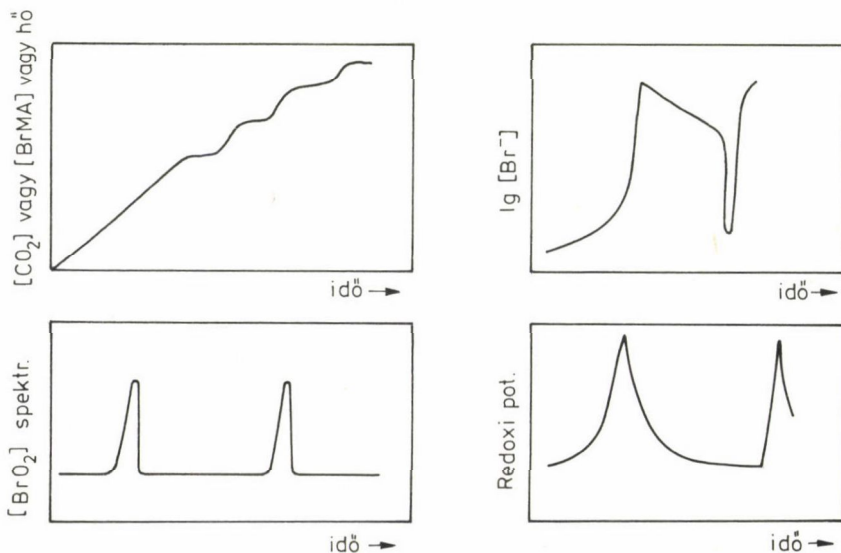 [CO₂] vagy [BrMA] vagy hő
idő →
lg [Br⁻]
idő →
[BrO₂] spektr.
idő →
Redoxi pot.
idő →